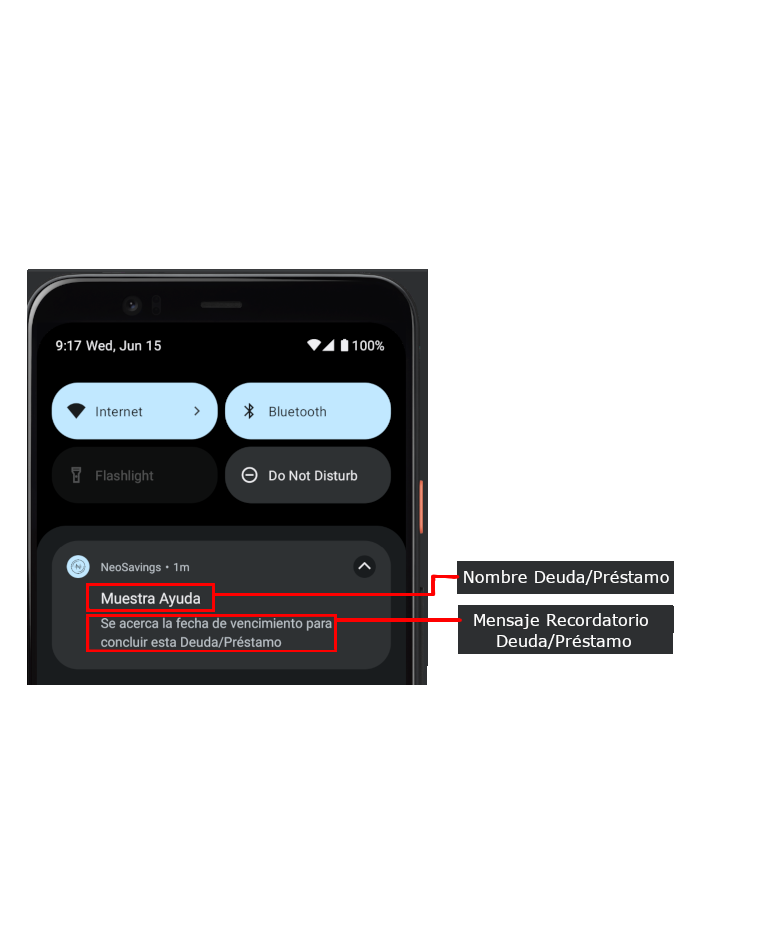 9:17 Wed, Jun 15
100%
Internet
Bluetooth
Flashlight
Do Not Disturb
NeoSavings • 1m
Muestra Ayuda
Se acerca la fecha de vencimiento para
concluir esta Deuda/Préstamo
Nombre Deuda/Préstamo
Mensaje Recordatorio
Deuda/Préstamo